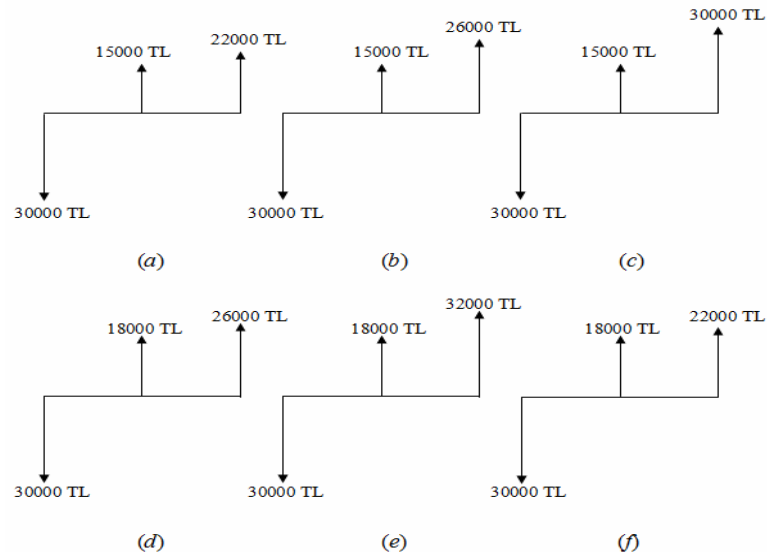 15000 TL
22000 TL
30000 TL
(a)
15000 TL
26000 TL
30000 TL
(b)
15000 TL
30000 TL
30000 TL
(c)
18000 TL
26000 TL
30000 TL
(d)
18000 TL
32000 TL
30000 TL
(e)
18000 TL
22000 TL
30000 TL
(f)